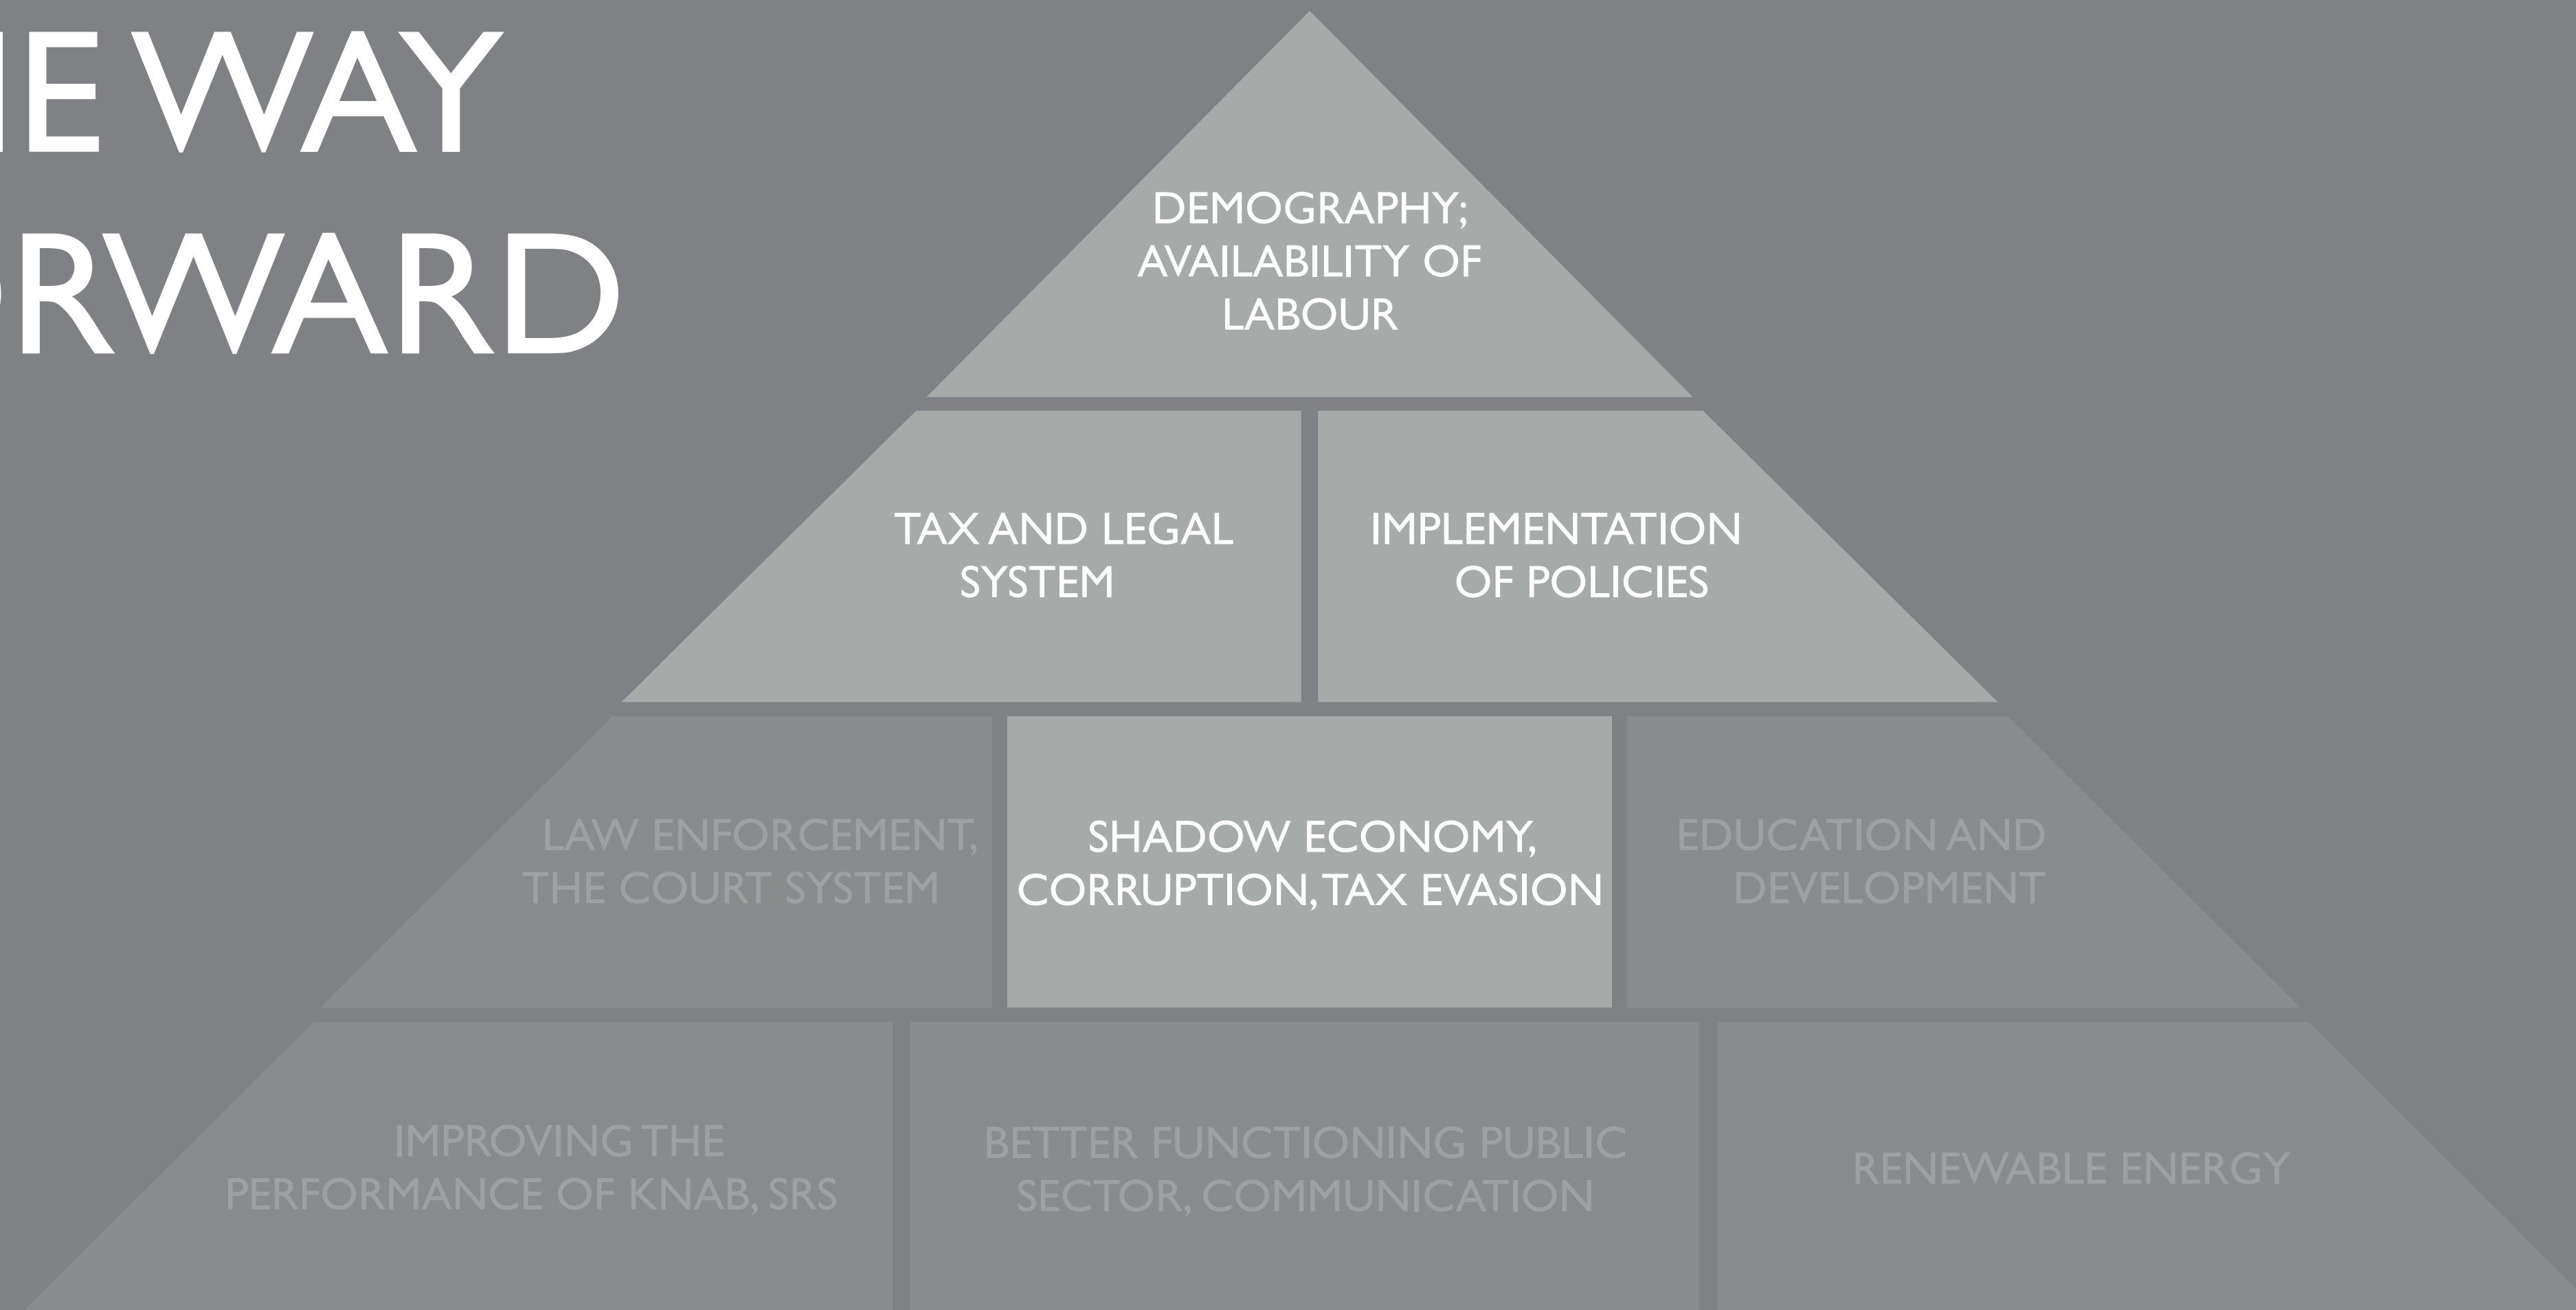 E WAY
RWARD
DEMOGRAPHY;
AVAILABILITY OF
LABOUR
TAX AND LEGAL
SYSTEM
IMPLEMENTATION
OF POLICIES
LAW ENFORCEMENT,
THE COURT SYSTEM
SHADOW ECONOMY,
CORRUPTION, TAX EVASION
EDUCATION AND
DEVELOPMENT
IMPROVING THE
PERFORMANCE OF KNAB, SRS
BETTER FUNCTIONING PUBLIC
SECTOR, COMMUNICATION
RENEWABLE ENERGY